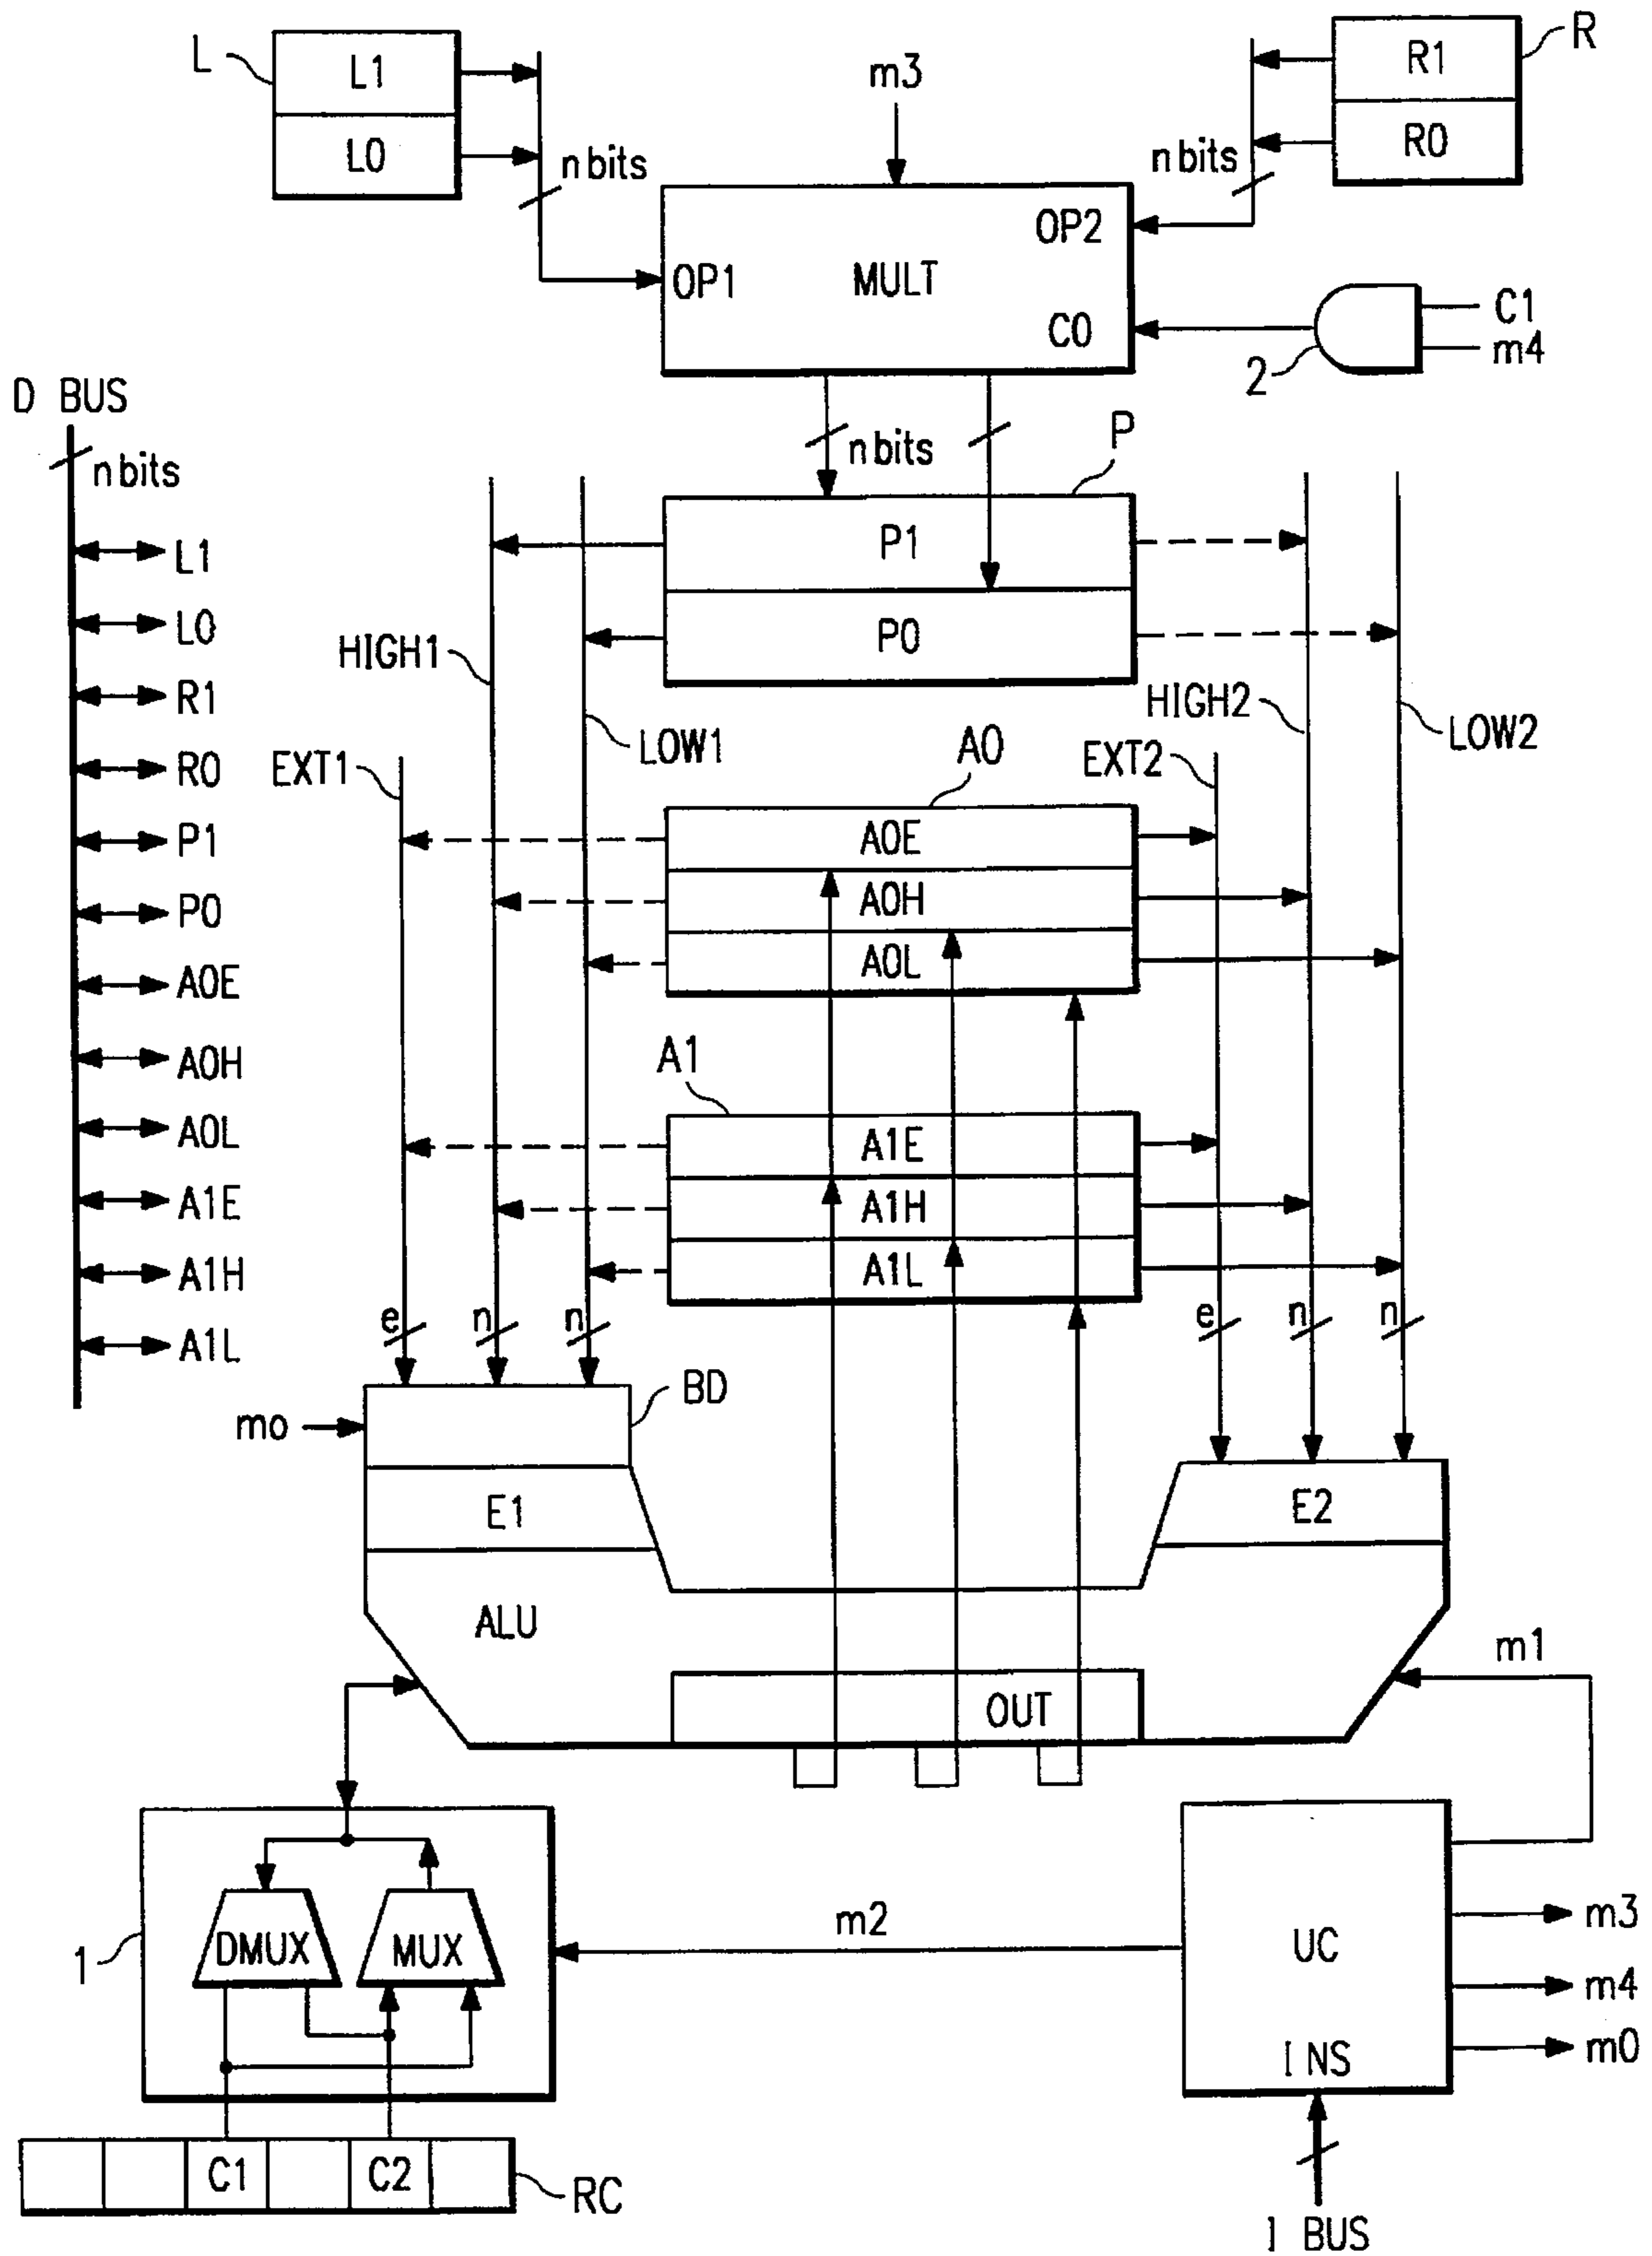 L
L1
L0
n bits
m3
R1
R0
R
n bits
OP2
OP1
MULT
C0
C1
m4
2
D BUS
n bits
n bits
P
P1
P0
L1
L0
R1
R0
P1
P0
A0E
A0H
A0L
A1E
A1H
A1L
HIGH1
LOW1
EXT1
HIGH2
LOW2
EXT2
A0
A0E
A0H
A0L
A1
A1E
A1H
A1L
e
n
n
e
n
n
BD
mo
E1
E2
ALU
OUT
m1
1
DMUX
MUX
m2
UC
INS
m3
m4
m0
C1
C2
RC
I BUS